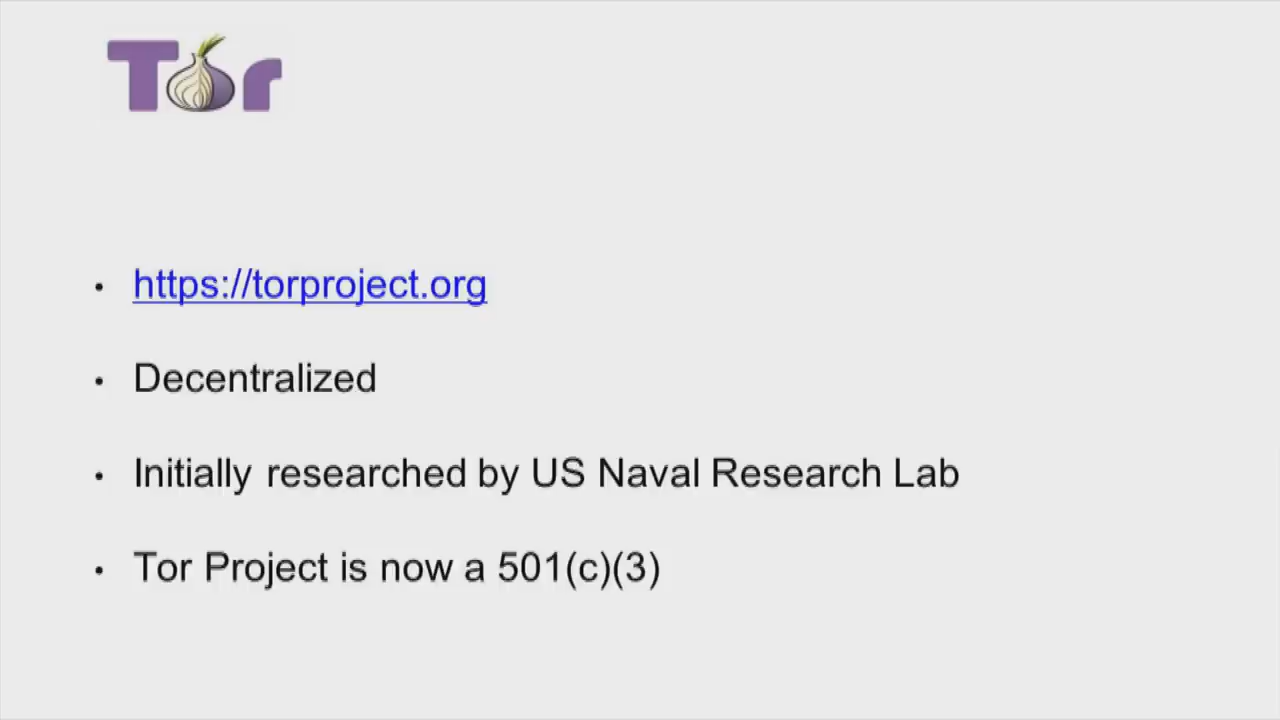 Tor
• https://torproject.org
• Decentralized
• Initially researched by US Naval Research Lab
• Tor Project is now a 501(c)(3)